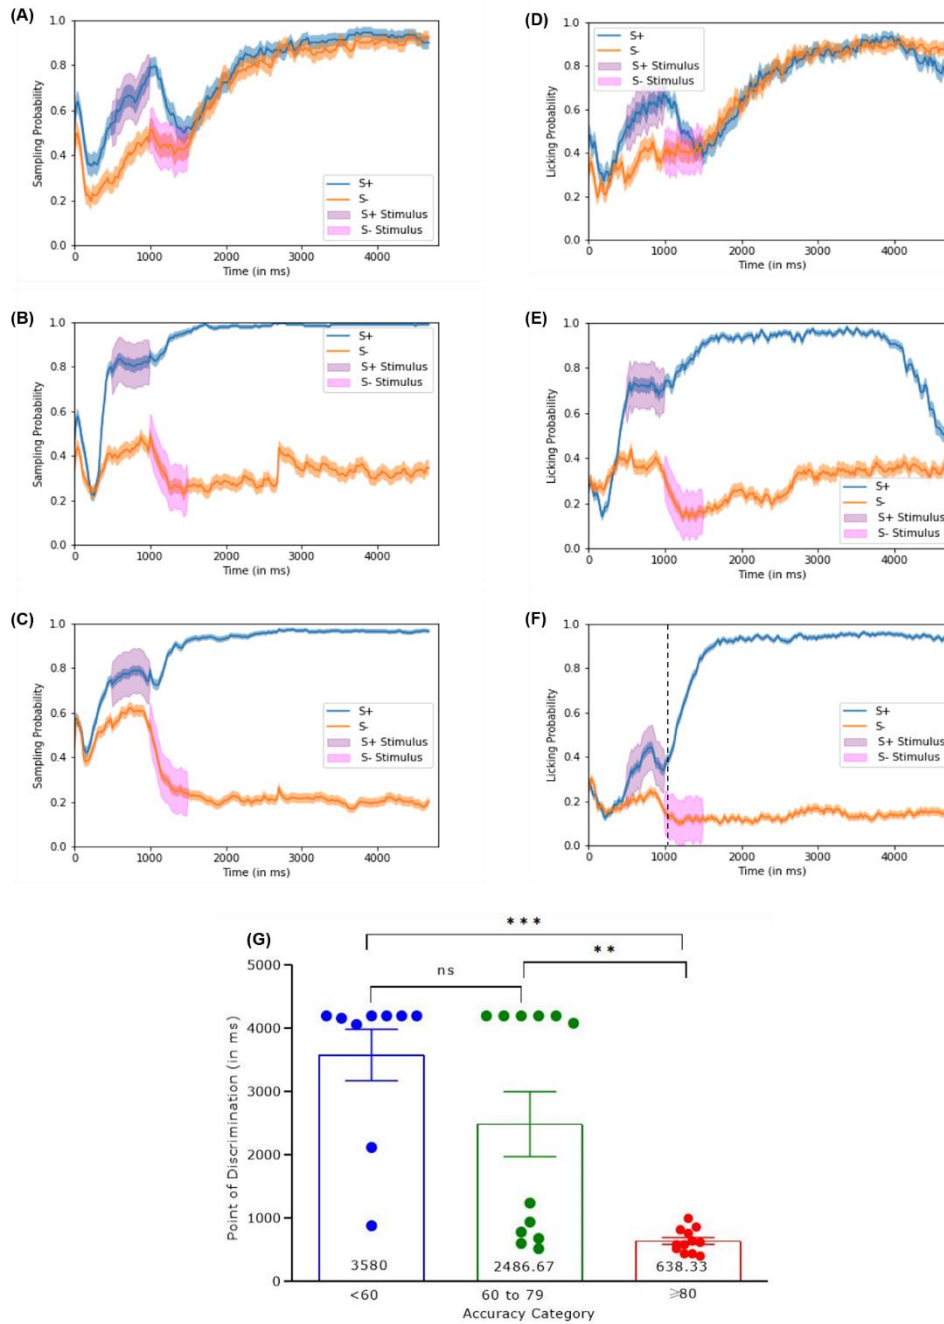 (A)
1.0
0.8
0.6
0.4
0.2
0.0
Sampling Probability
S+
S-
S+ Stimulus
S- Stimulus
0 1000 2000 3000 4000
Time (in ms)
(D)
1.0
0.8
0.6
0.4
0.2
0.0
Licking Probability
S+
S-
S+ Stimulus
S- Stimulus
0 1000 2000 3000 4000
Time (in ms)
(B)
1.0
0.8
0.6
0.4
0.2
0.0
Sampling Probability
S+
S-
S+ Stimulus
S- Stimulus
0 1000 2000 3000 4000
Time (in ms)
(E)
1.0
0.8
0.6
0.4
0.2
0.0
Licking Probability
S+
S-
S+ Stimulus
S- Stimulus
0 1000 2000 3000 4000
Time (in ms)
(C)
1.0
0.8
0.6
0.4
0.2
0.0
Sampling Probability
S+
S-
S+ Stimulus
S- Stimulus
0 1000 2000 3000 4000
Time (in ms)
(F)
1.0
0.8
0.6
0.4
0.2
0.0
Licking Probability
S+
S-
S+ Stimulus
S- Stimulus
0 1000 2000 3000 4000
Time (in ms)
(G)
***
**
ns
5000
4000
3000
2000
1000
0
Point of Discrimination (in ms)
3580 2486.67 638.33
<60 60 to 79 ⩾80
Accuracy Category